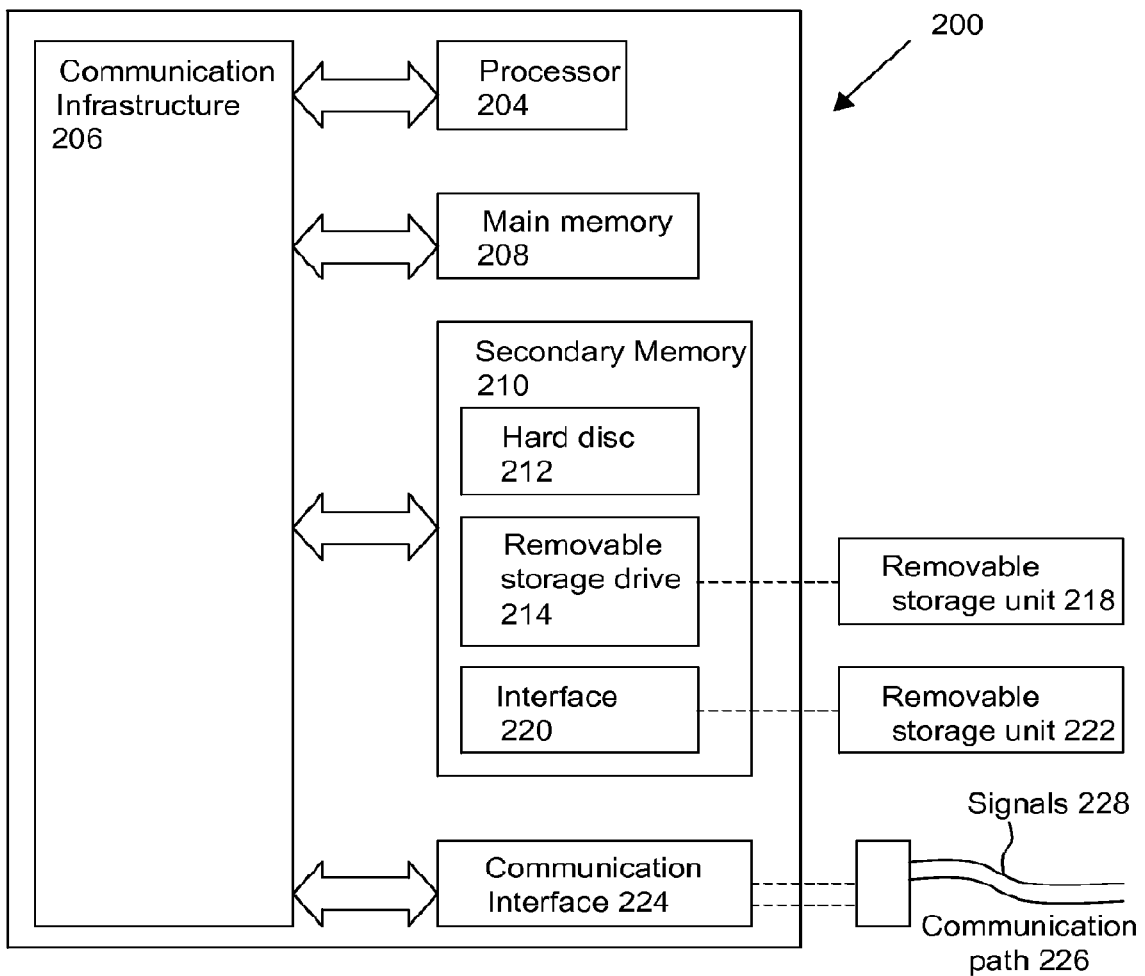 200
Communication
Infrastructure
206
Processor
204
Main memory
208
Secondary Memory
210
Hard disc
212
Removable
storage drive
214
Removable
storage unit 218
Interface
220
Removable
storage unit 222
Signals 228
Communication
Interface 224
Communication
path 226